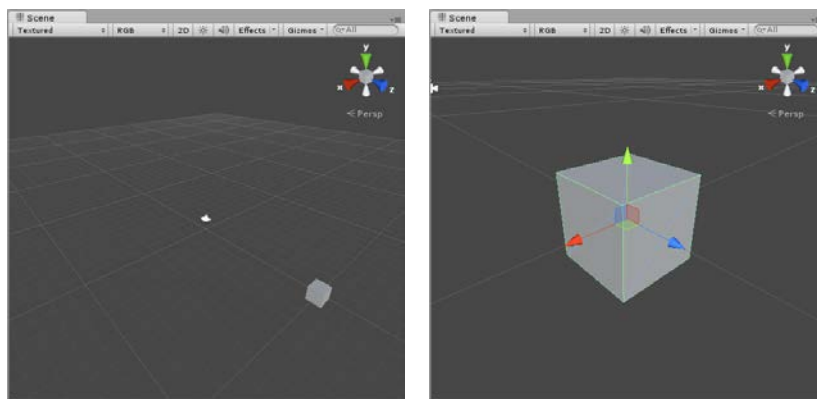 Scene
Textured RGB 2D Effects Gizmos All
y
x z
Persp
Scene
Textured RGB 2D Effects Gizmos All
y
x z
Persp